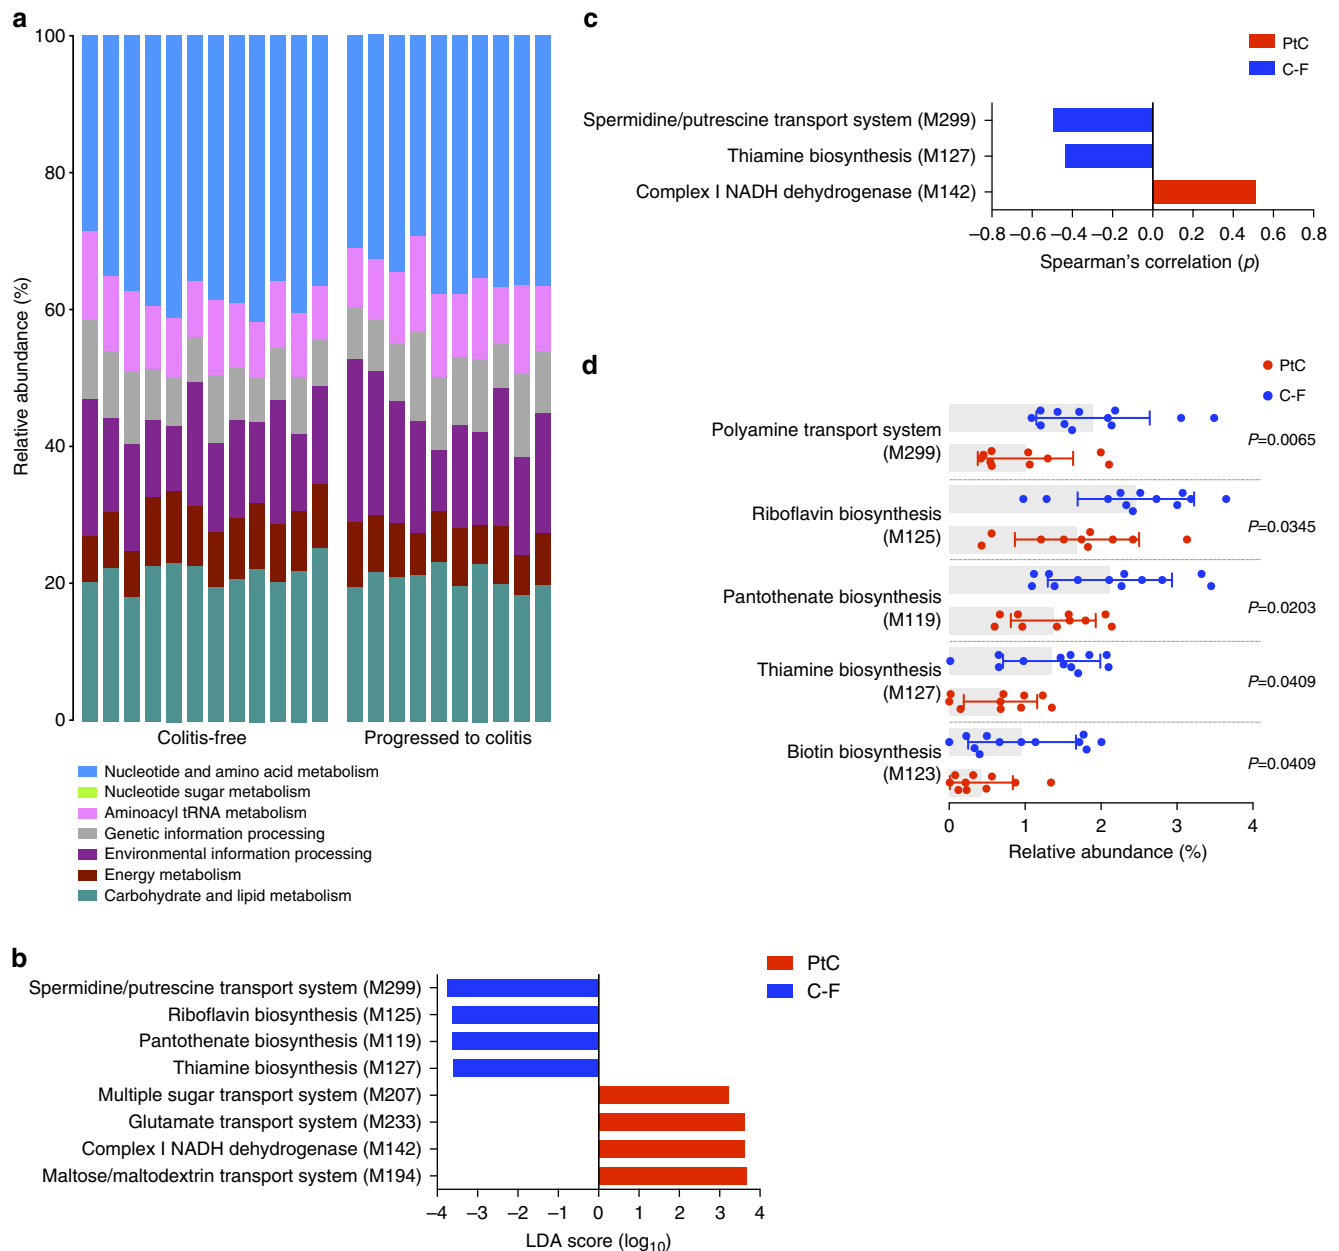 a
100
80
60
40
20
0
Relative abundance (%)
Colitis-free
Progressed to colitis
Nucleotide and amino acid metabolism
Nucleotide sugar metabolism
Aminoacyl tRNA metabolism
Genetic information processing
Environmental information processing
Energy metabolism
Carbohydrate and lipid metabolism
b
PtC
C-F
Spermidine/putrescine transport system (M299)
Riboflavin biosynthesis (M125)
Pantothenate biosynthesis (M119)
Thiamine biosynthesis (M127)
Multiple sugar transport system (M207)
Glutamate transport system (M233)
Complex I NADH dehydrogenase (M142)
Maltose/maltodextrin transport system (M194)
–4 –3 –2 –1 0 1 2 3 4
LDA score (log10)
c
PtC
C-F
Spermidine/putrescine transport system (M299)
Thiamine biosynthesis (M127)
Complex I NADH dehydrogenase (M142)
–0.8 –0.6 –0.4 –0.2 0.0 0.2 0.4 0.6 0.8
Spearman's correlation (p)
d
PtC
C-F
Polyamine transport system
(M299)
P=0.0065
Riboflavin biosynthesis
(M125)
P=0.0345
Pantothenate biosynthesis
(M119)
P=0.0203
Thiamine biosynthesis
(M127)
P=0.0409
Biotin biosynthesis
(M123)
P=0.0409
0 1 2 3 4
Relative abundance (%)